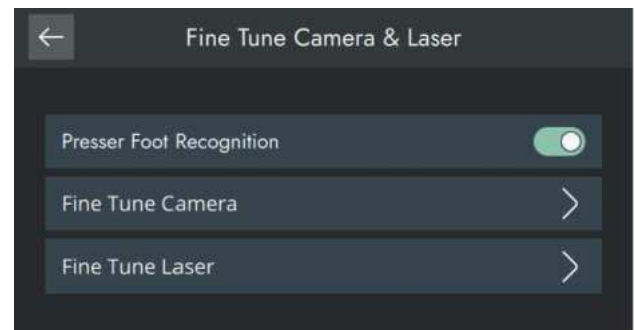 Fine Tune Camera & Laser
Presser Foot Recognition
Fine Tune Camera
Fine Tune Laser